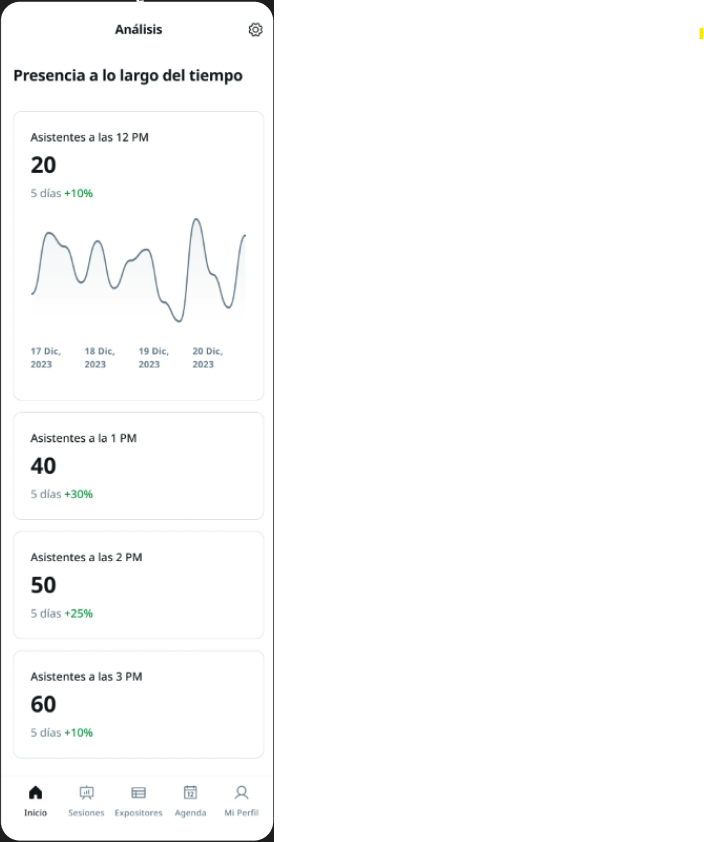 Análisis
Presencia a lo largo del tiempo
Asistentes a las 12 PM
20
5 días +10%
17 Dic, 18 Dic, 19 Dic, 20 Dic,
2023 2023 2023 2023
Asistentes a la 1 PM
40
5 días +30%
Asistentes a las 2 PM
50
5 días +25%
Asistentes a las 3 PM
60
5 días +10%
12
Inicio Sesiones Expositores Agenda Mi Perfil